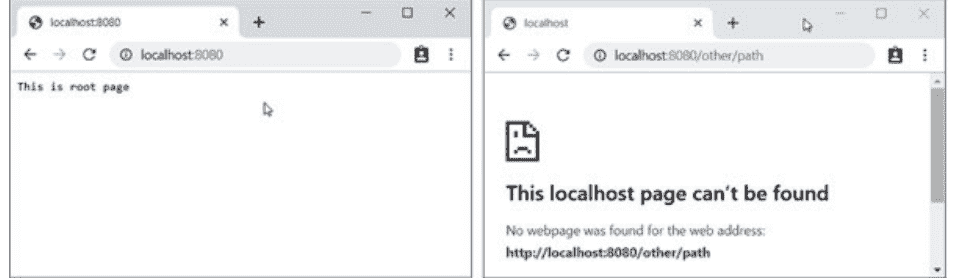 localhost:8080
localhost:8080
This is root page
localhost
localhost:8080/other/path
This localhost page can't be found
No webpage was found for the web address:
http://localhost:8080/other/path